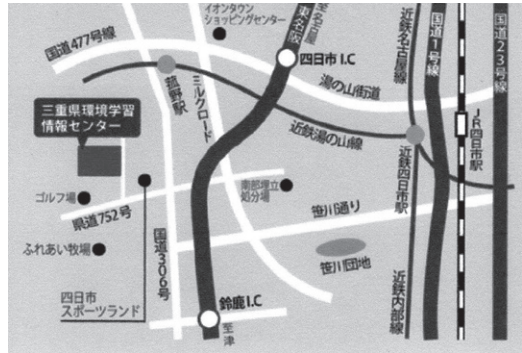 イオンタウン
ショッピングセンター
至名古屋
東名阪
近鉄名古屋線
国道1号線
国道23号線
国道477号線
四日市I.C
菰野駅
ミルクロード
湯の山街道
三重県環境学習
情報センター
近鉄湯の山線
JR四日市駅
近鉄四日市駅
ゴルフ場
南部埋立
処分場
県道752号
笹川通り
ふれあい牧場
国道306号
笹川団地
四日市
スポーツランド
鈴鹿I.C
至津
近鉄内部線